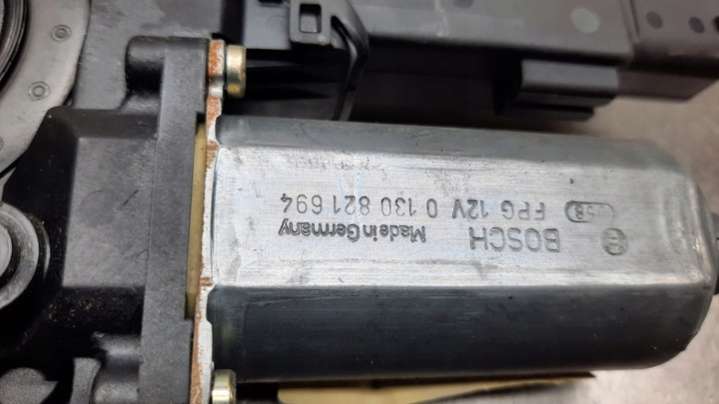 BOSCH Made in Germany
FPG 12V 0 130 821 694